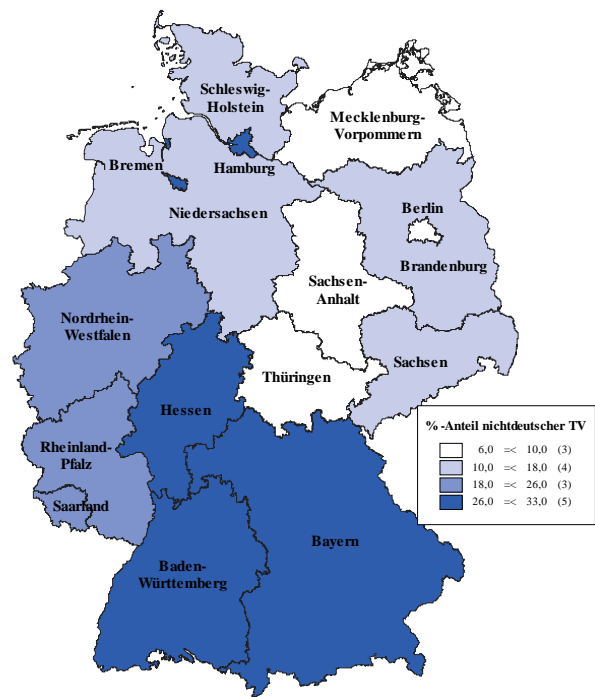 Schleswig-
Holstein
Mecklenburg-
Vorpommern
Bremen
Hamburg
Niedersachsen
Berlin
Brandenburg
Sachsen-
Anhalt
Nordrhein-
Westfalen
Sachsen
Thüringen
Hessen
Rheinland-
Pfalz
Saarland
Bayern
Baden-
Württemberg
%-Anteil nichtdeutscher TV
6,0 =< 10,0 (3)
10,0 =< 18,0 (4)
18,0 =< 26,0 (3)
26,0 =< 33,0 (5)